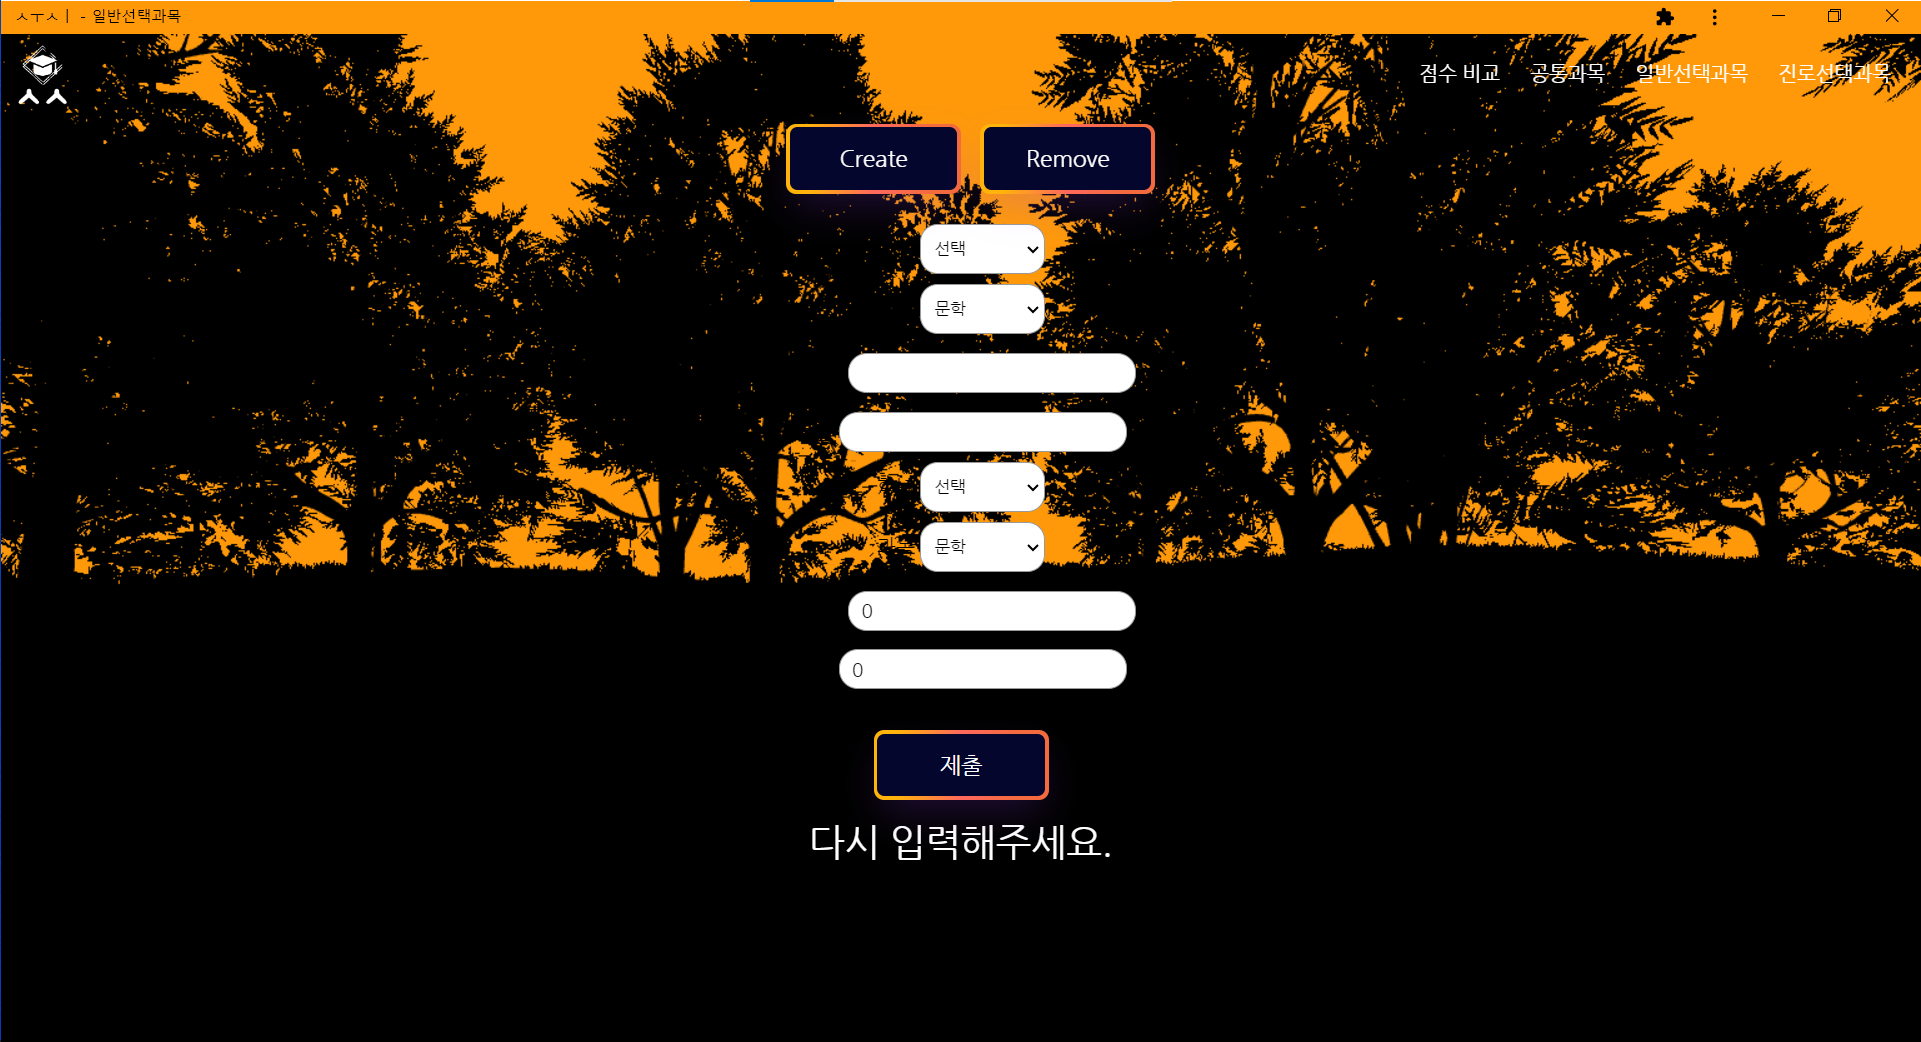 ㅅㅜㅅㅣ - 일반선택과목
ㅅㅅ
점수 비교 공통과목 일반선택과목 진로선택과목
Create Remove
선택
문학
선택
문학
0
0
제출
다시 입력해주세요.